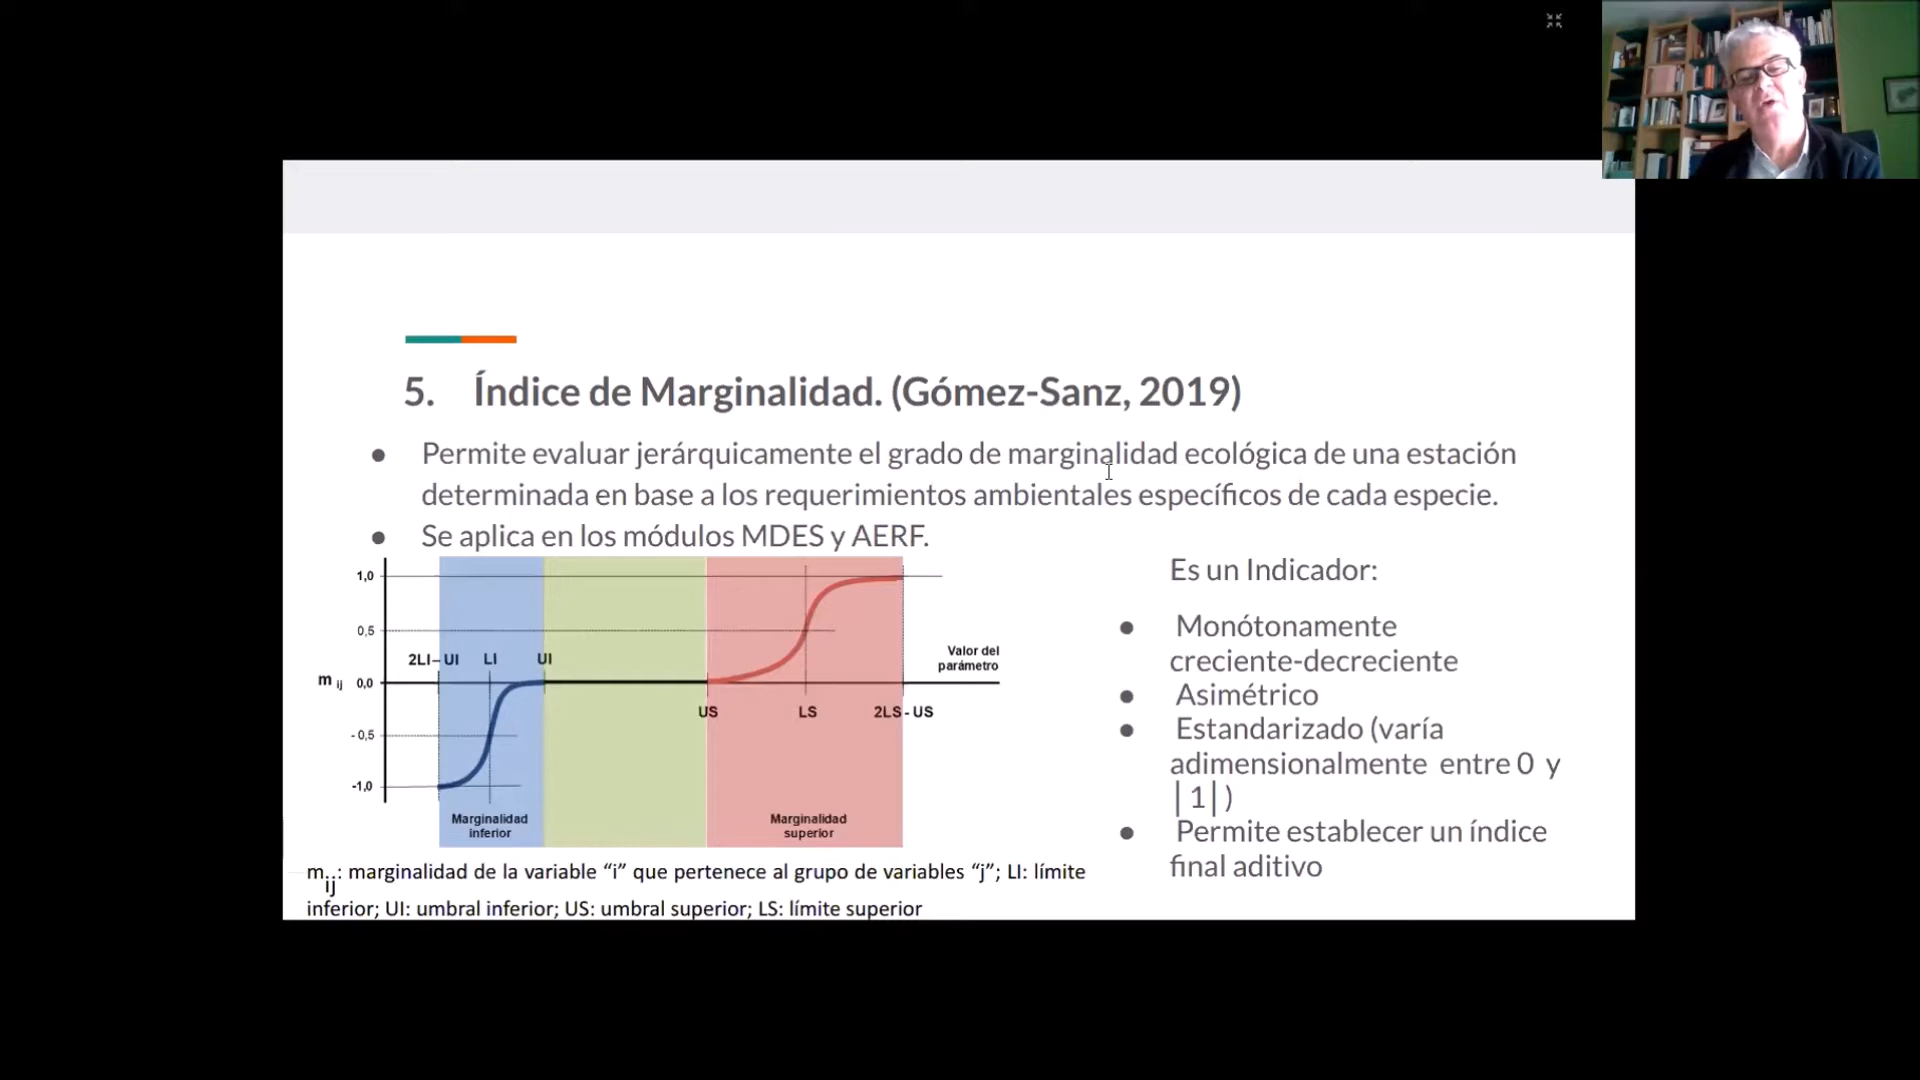 5. Índice de Marginalidad. (Gómez-Sanz, 2019)
● Permite evaluar jerárquicamente el grado de marginalidad ecológica de una estación
determinada en base a los requerimientos ambientales específicos de cada especie.
● Se aplica en los módulos MDES y AERF.
1,0
0,5
2LI-UI LI UI
Valor del
parámetro
m ij 0,0
US LS 2LS-US
-0,5
-1,0
Marginalidad
inferior
Marginalidad
superior
mij: marginalidad de la variable “i” que pertenece al grupo de variables “j”; LI: límite
inferior; UI: umbral inferior; US: umbral superior; LS: límite superior
Es un Indicador:
● Monótonamente
creciente-decreciente
● Asimétrico
● Estandarizado (varía
adimensionalmente entre 0 y
|1|)
● Permite establecer un índice
final aditivo